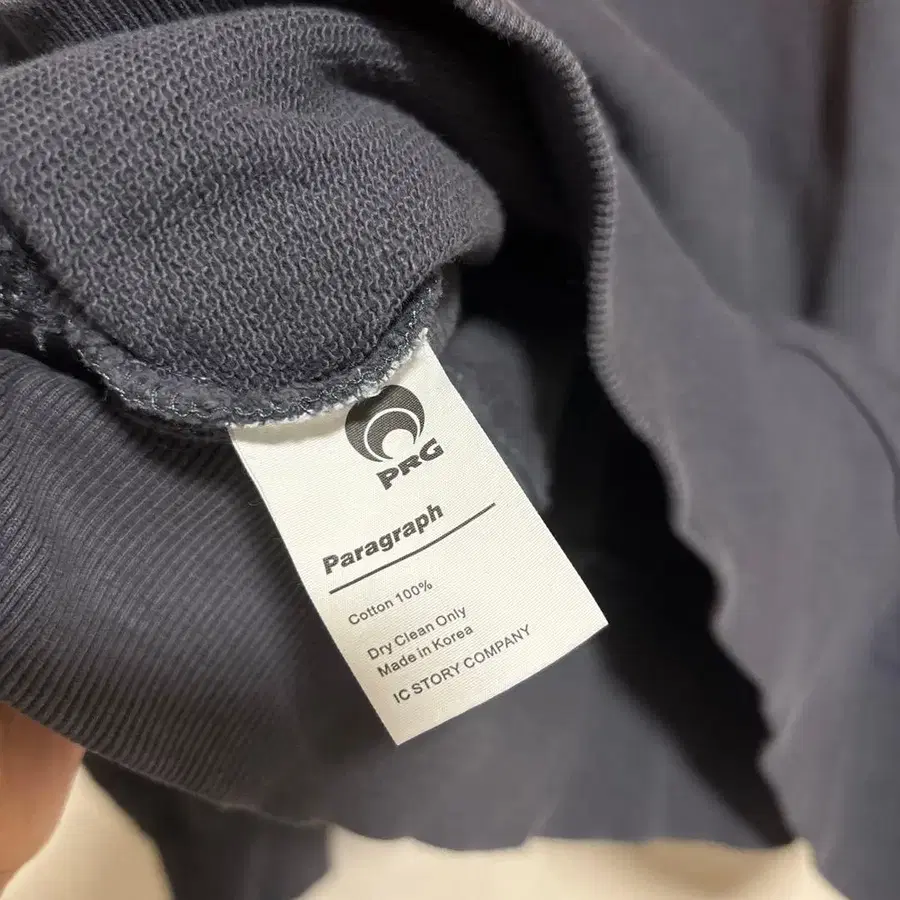 PRG
Paragraph
Cotton 100%
Dry Clean Only
Made in Korea
IC STORY COMPANY